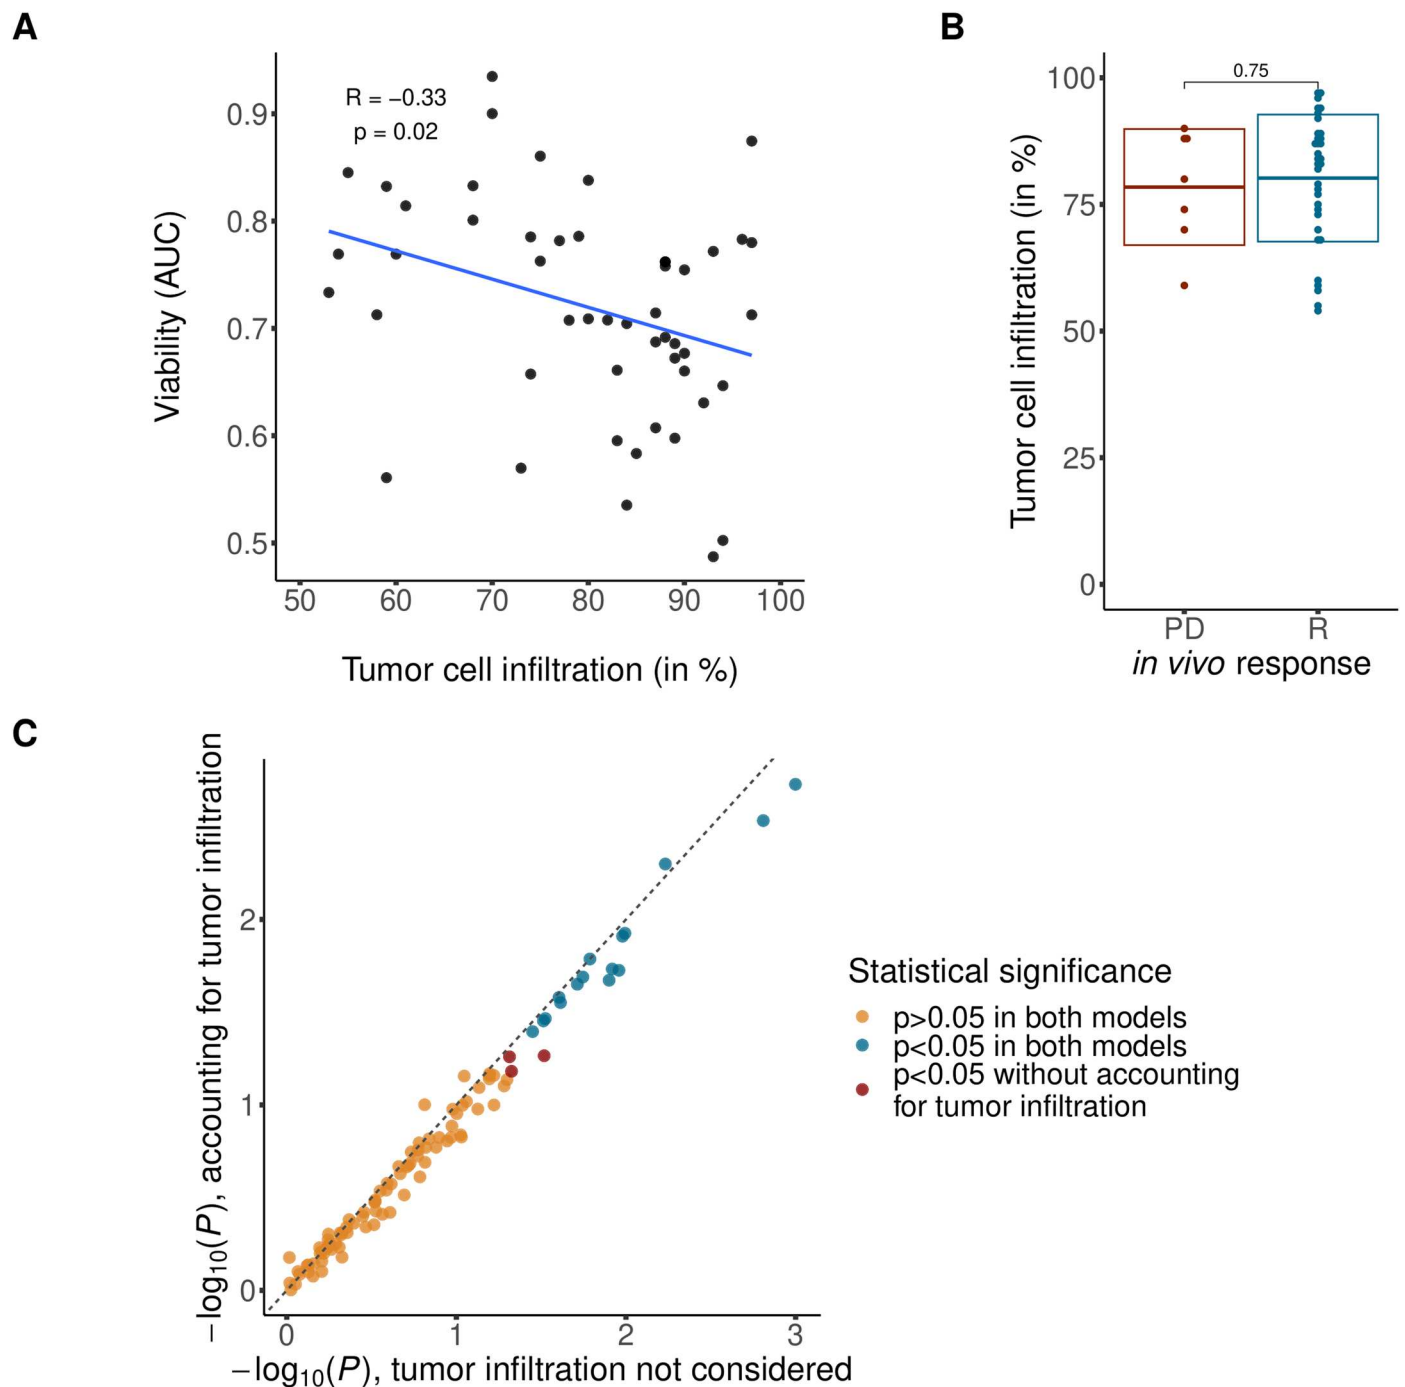 A
B
R = −0.33
p = 0.02
0.9
0.8
0.7
0.6
0.5
Viability (AUC)
50 60 70 80 90 100
Tumor cell infiltration (in %)
0.75
100
75
50
25
0
Tumor cell infiltration (in %)
PD R
in vivo response
C
−log10(P), accounting for tumor infiltration
2
1
0
0 1 2 3
−log10(P), tumor infiltration not considered
Statistical significance
p>0.05 in both models
p<0.05 in both models
p<0.05 without accounting
for tumor infiltration